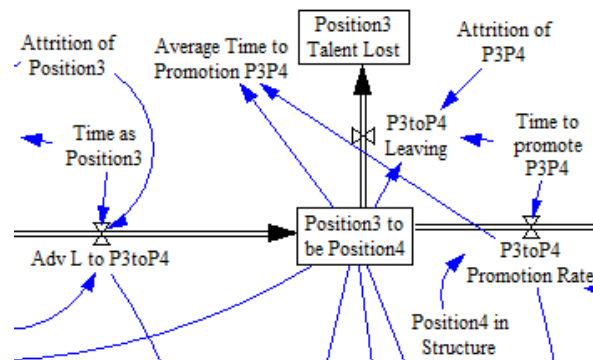 Attrition of
Position3
Average Time to
Promotion P3P4
Position3
Talent Lost
Attrition of
P3P4
Time as
Position3
P3toP4
Leaving
Time to
promote
P3P4
Position3 to
be Position4
Adv L to P3toP4
P3toP4
Promotion Rate
Position4 in
Structure